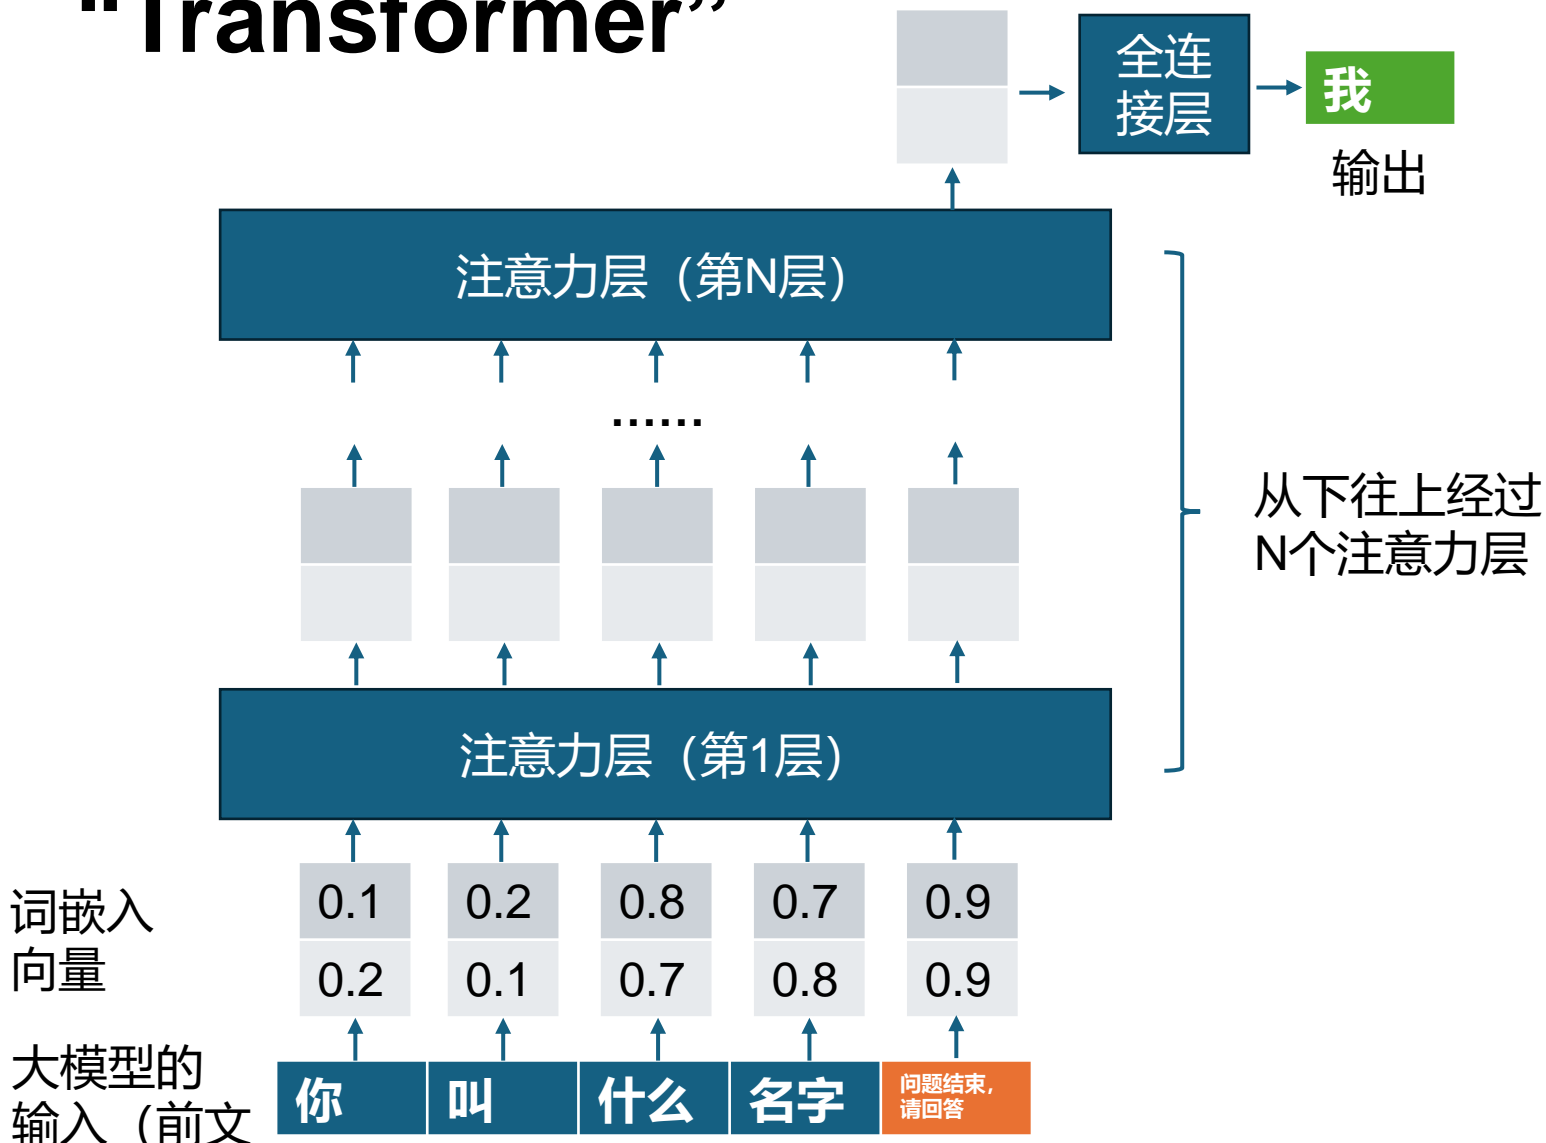 “Transformer”
全连
接层
我
输出
注意力层（第N层）
……
从下往上经过
N个注意力层
注意力层（第1层）
词嵌入
向量
0.1 0.2 0.8 0.7 0.9
0.2 0.1 0.7 0.8 0.9
大模型的
输入（前文
你 叫 什么 名字
问题结束，
请回答